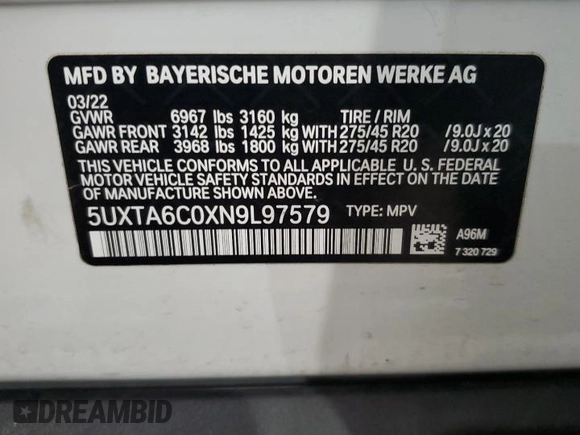 MFD BY BAYERISCHE MOTOREN WERKE AG
03/22
GVWR 6967 lbs 3160 kg TIRE / RIM
GAWR FRONT 3142 lbs 1425 kg WITH 275/45 R20 / 9.0J x 20
GAWR REAR 3968 lbs 1800 kg WITH 275/45 R20 / 9.0J x 20
THIS VEHICLE CONFORMS TO ALL APPLICABLE U. S. FEDERAL
MOTOR VEHICLE SAFETY STANDARDS IN EFFECT ON THE DATE
OF MANUFACTURE SHOWN ABOVE.
5UXTA6C0XN9L97579 TYPE: MPV
A96M
7 320 729
DREAMBID